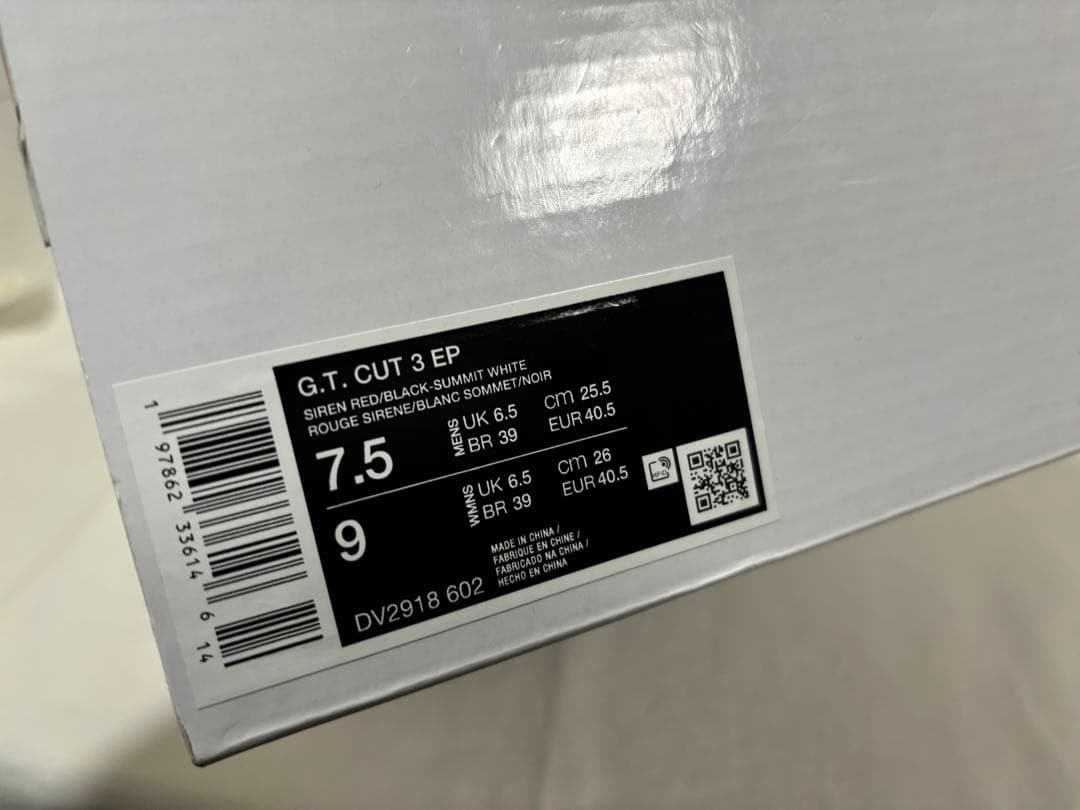 G.T. CUT 3 EP
SIREN RED/BLACK-SUMMIT WHITE
ROUGE SIRENE/BLANC SOMMET/NOIR
7.5
MENS
UK 6.5
BR 39
cm 25.5
EUR 40.5
9
WMNS
UK 6.5
BR 39
cm 26
EUR 40.5
MADE IN CHINA /
FABRIQUE EN CHINE /
FABRICADO NA CHINA /
HECHO EN CHINA
DV2918 602
1 97862 33614 6 14